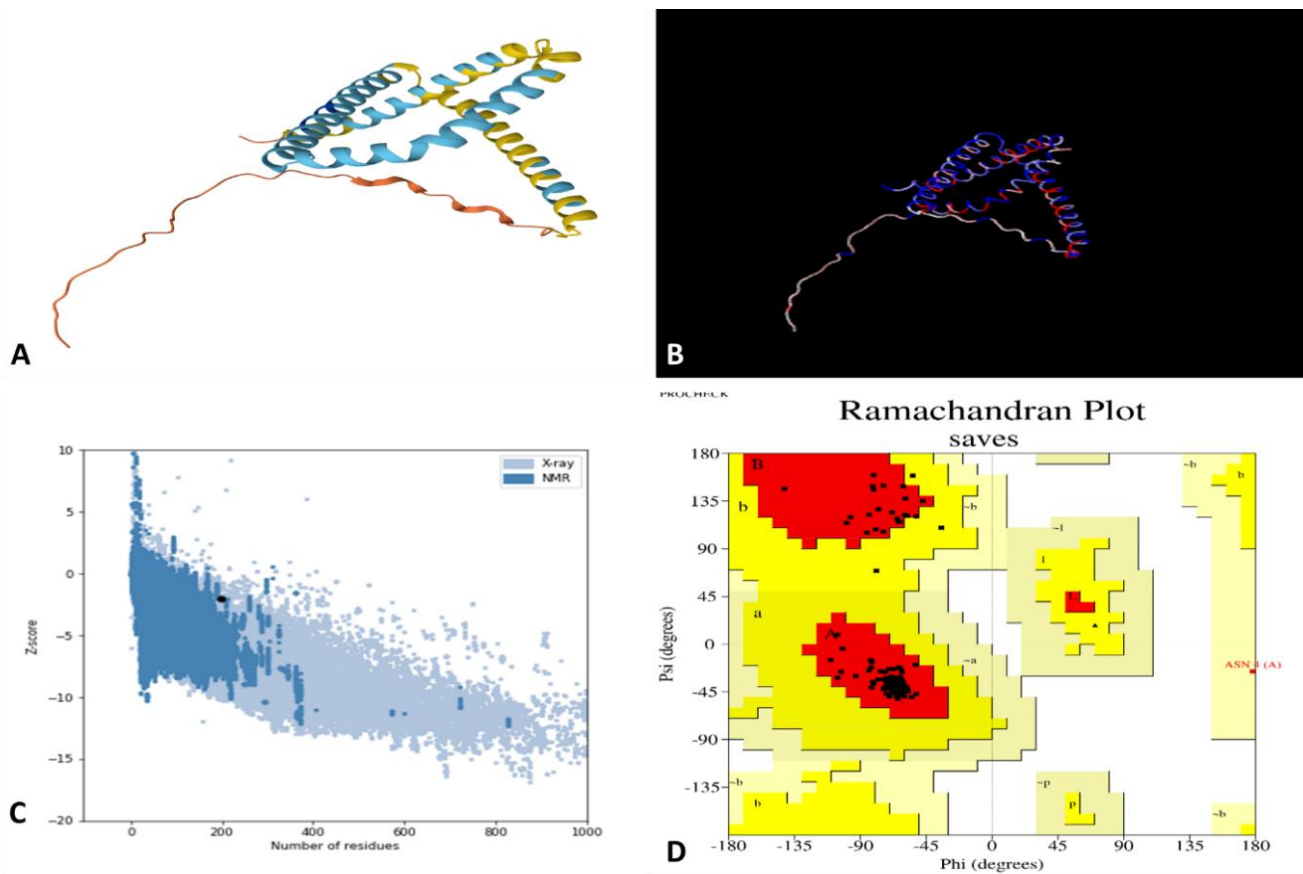 A
B
10
5
0
−5
−10
−15
−20
Z-score
X-ray
NMR
0
200
400
600
800
1000
Number of residues
C
PROCHECK
Ramachandran Plot
saves
180
135
90
45
0
-45
-90
-135
Psi (degrees)
B
b
~b
~b
b
~l
l
L
a
A
~a
ASN 4 (A)
~b
b
~p
p
~b
-180
-135
-90
-45
0
45
90
135
180
Phi (degrees)
D